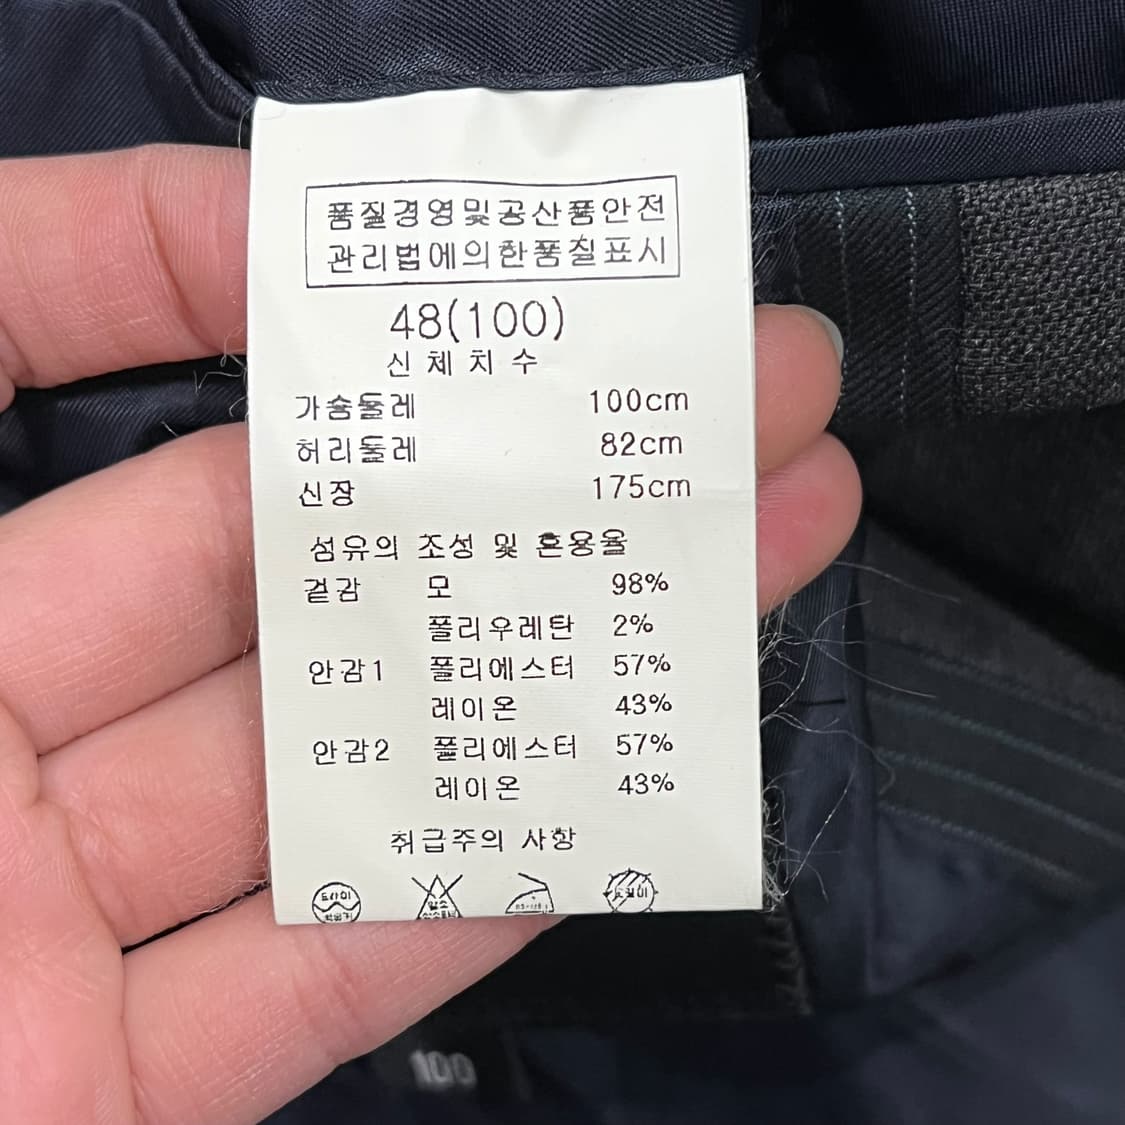 품질경영및공산품안전
관리법에의한품질표시
48(100)
신체치수
가슴둘레 100cm
허리둘레 82cm
신장 175cm
섬유의 조성 및 혼용율
겉감 모 98%
폴리우레탄 2%
안감1 폴리에스터 57%
레이온 43%
안감2 폴리에스터 57%
레이온 43%
취급주의 사항
드라이
100